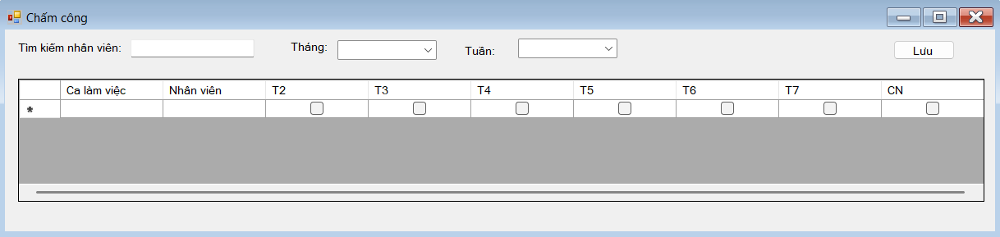 Chấm công
Tìm kiếm nhân viên: Tháng: Tuần: Lưu
Ca làm việc Nhân viên T2 T3 T4 T5 T6 T7 CN
*